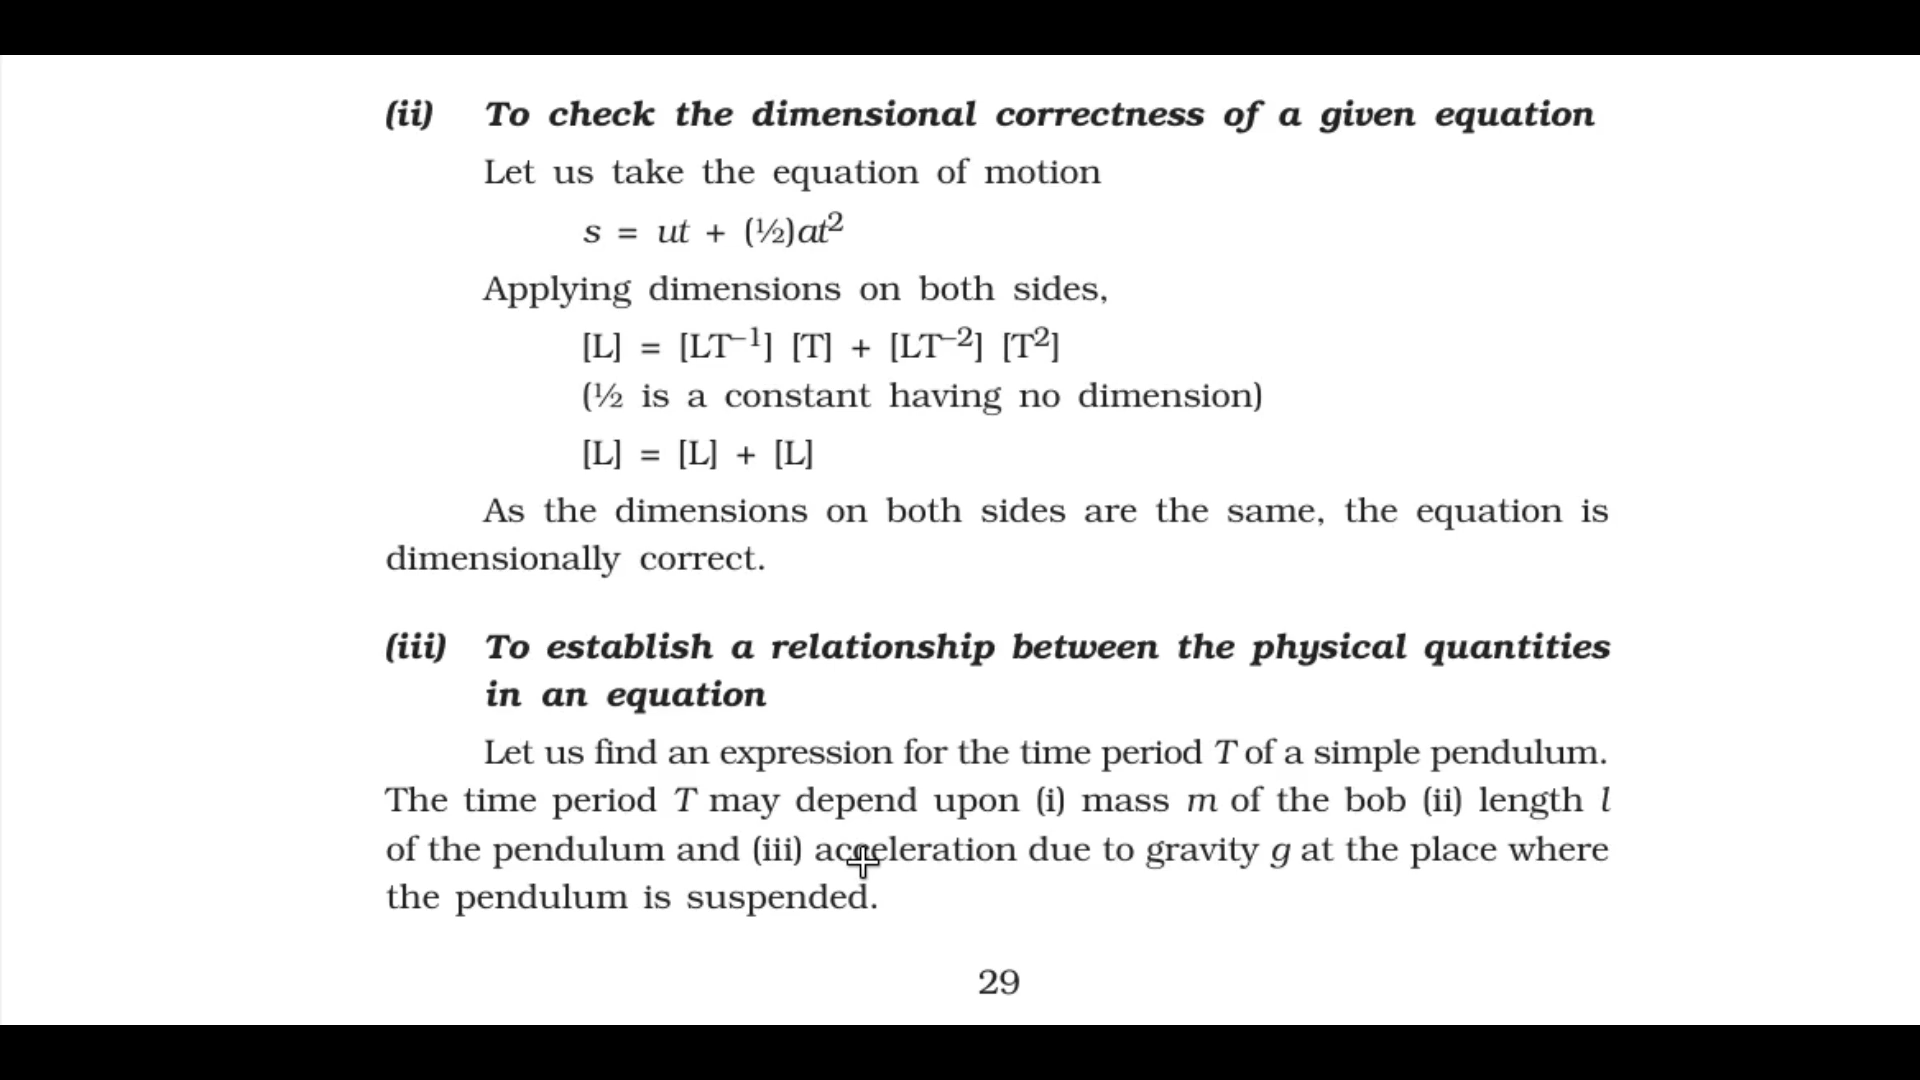 (ii) To check the dimensional correctness of a given equation
Let us take the equation of motion
s = ut + (½)at²
Applying dimensions on both sides,
[L] = [LT⁻¹] [T] + [LT⁻²] [T²]
(½ is a constant having no dimension)
[L] = [L] + [L]
As the dimensions on both sides are the same, the equation is
dimensionally correct.
(iii) To establish a relationship between the physical quantities
in an equation
Let us find an expression for the time period T of a simple pendulum.
The time period T may depend upon (i) mass m of the bob (ii) length l
of the pendulum and (iii) acceleration due to gravity g at the place where
the pendulum is suspended.
29